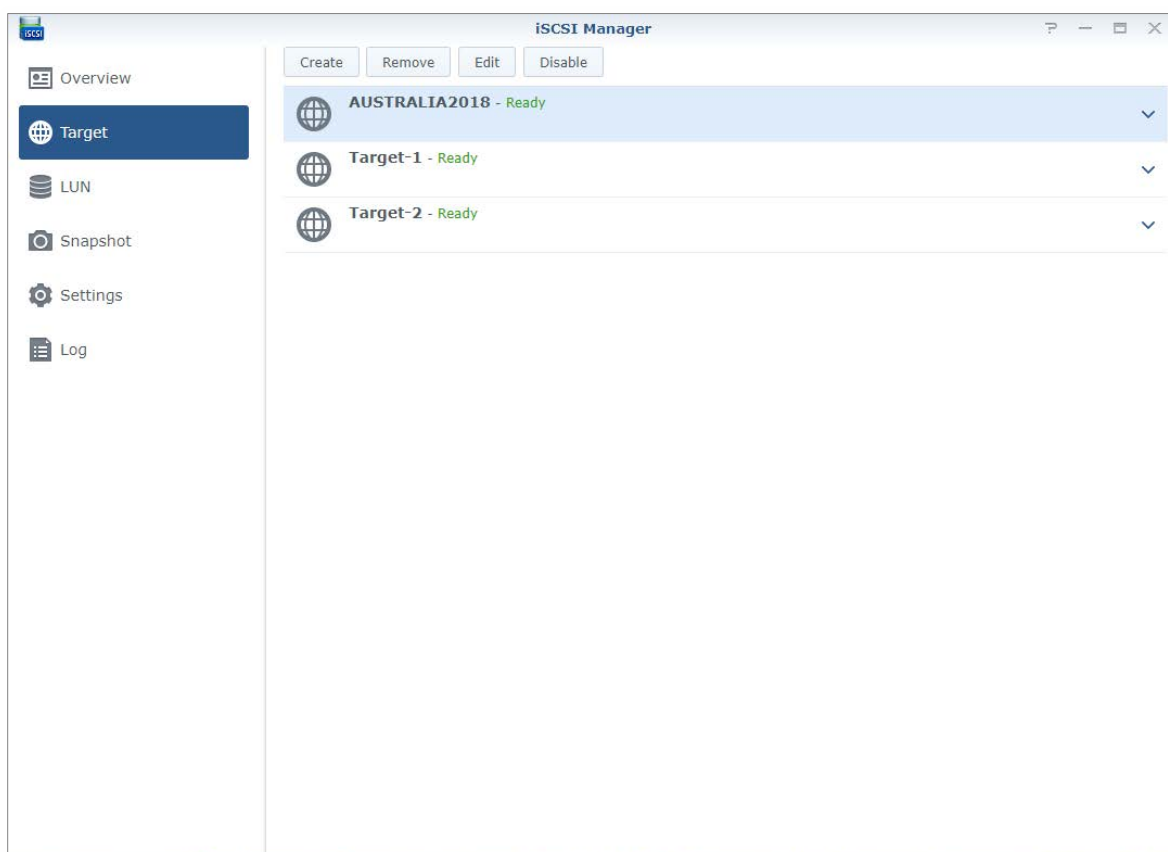 iSCSI
iSCSI Manager
Overview
Target
LUN
Snapshot
Settings
Log
Create Remove Edit Disable
AUSTRALIA2018 - Ready
Target-1 - Ready
Target-2 - Ready